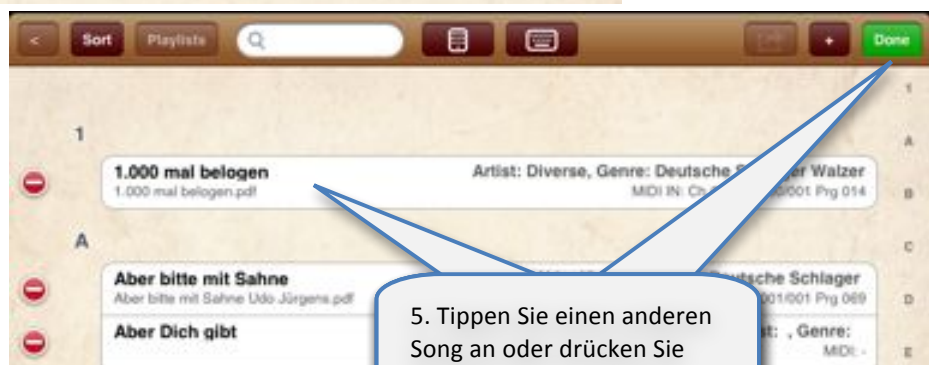 < Sort Playlists + Done
1
1
A
1.000 mal belogen Artist: Diverse, Genre: Deutsche Walzer
1.000 mal belogen.pdf MIDI IN: Prg 014
B
A
C
Aber bitte mit Sahne Schlager
Aber bitte mit Sahne Udo Jürgens.pdf 001/001 Prg 069
D
Aber Dich gibt , Genre:
MIDI: -
E
5. Tippen Sie einen anderen
Song an oder drücken Sie